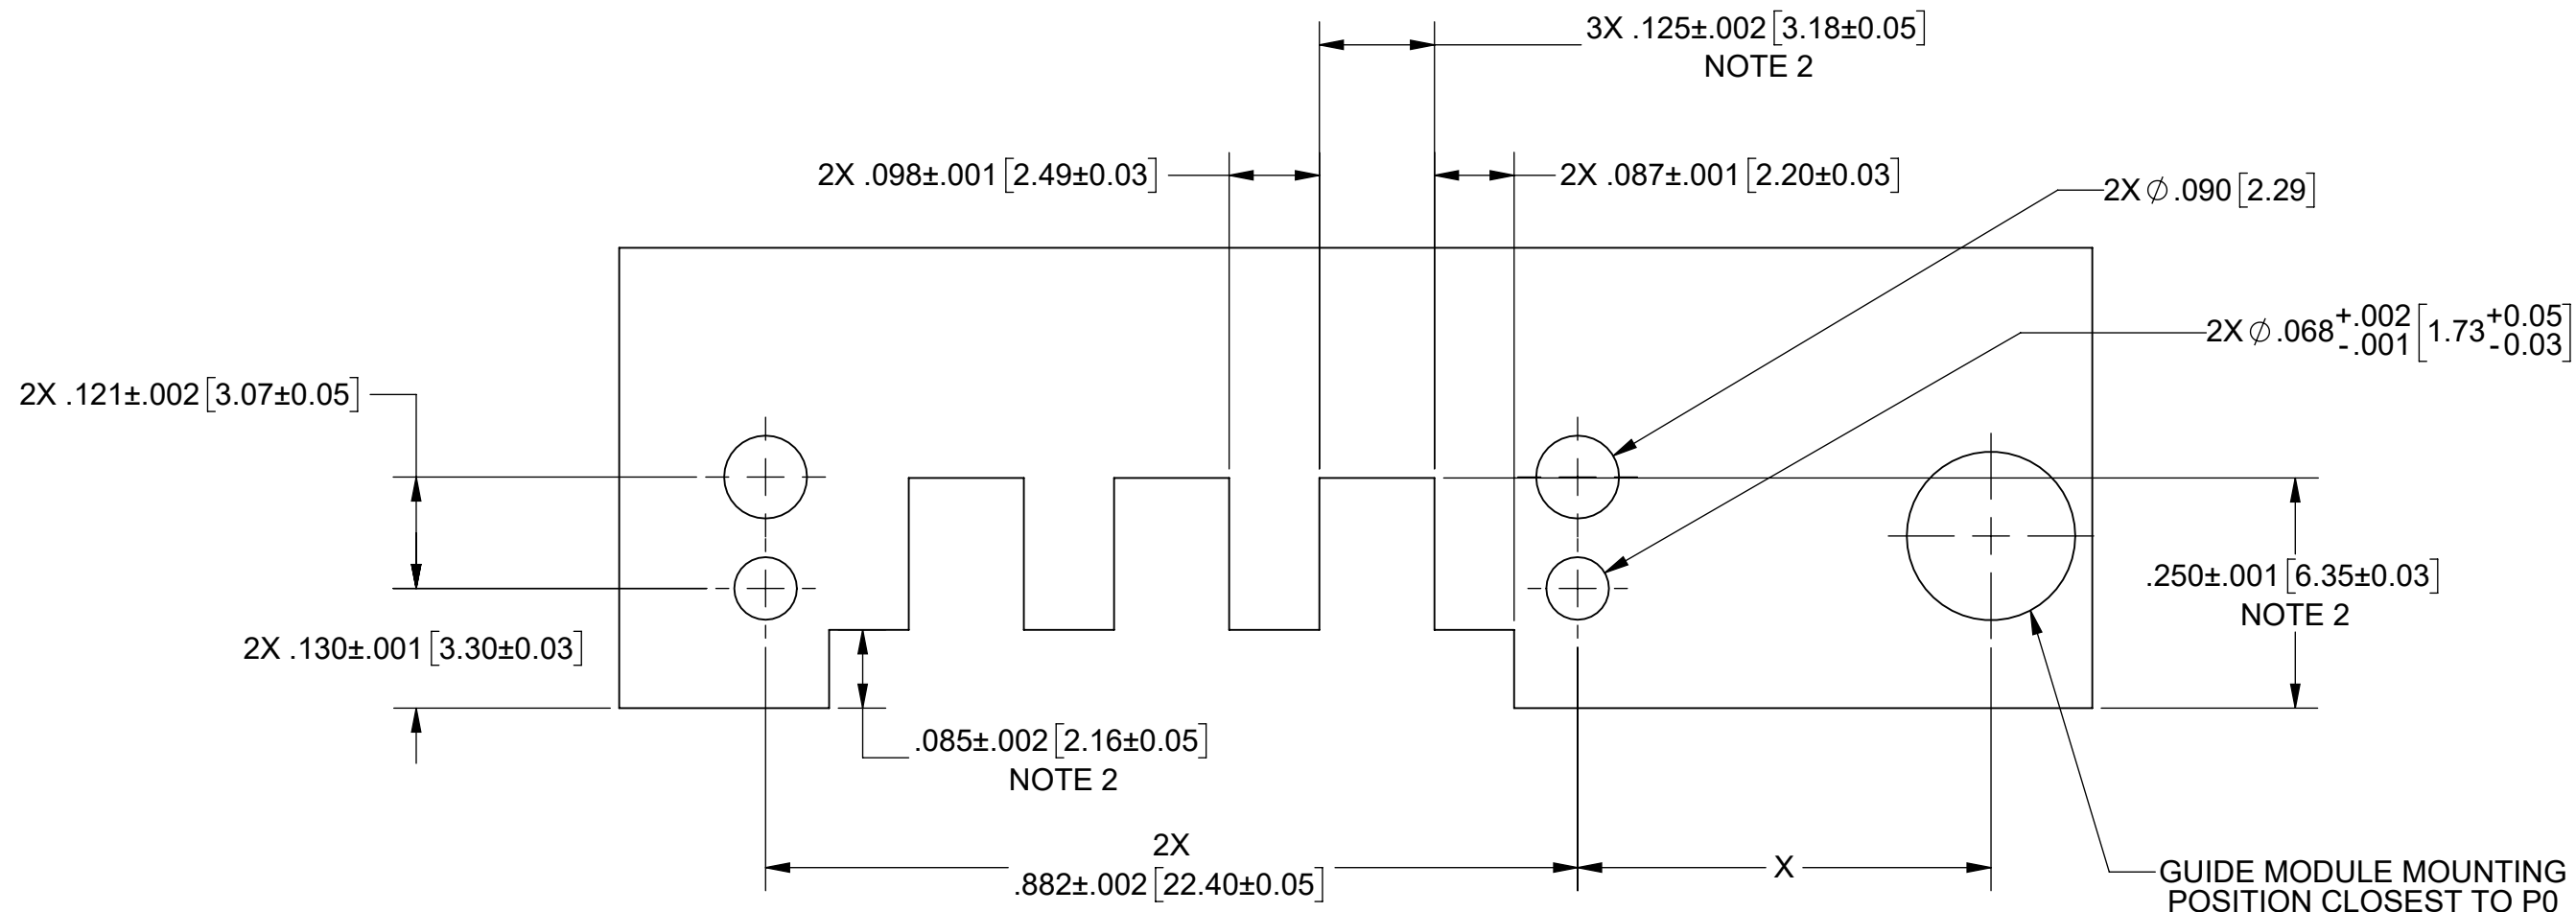 3X .125±.002[3.18±0.05]
NOTE 2
2X .098±.001[2.49±0.03]
2X .087±.001[2.20±0.03]
2X⌀.090[2.29]
2X⌀.068+.002-.001[1.73+0.05-0.03]
2X .121±.002[3.07±0.05]
.250±.001[6.35±0.03]
NOTE 2
2X .130±.001[3.30±0.03]
.085±.002[2.16±0.05]
NOTE 2
2X
.882±.002[22.40±0.05]
X
GUIDE MODULE MOUNTING
POSITION CLOSEST TO P0